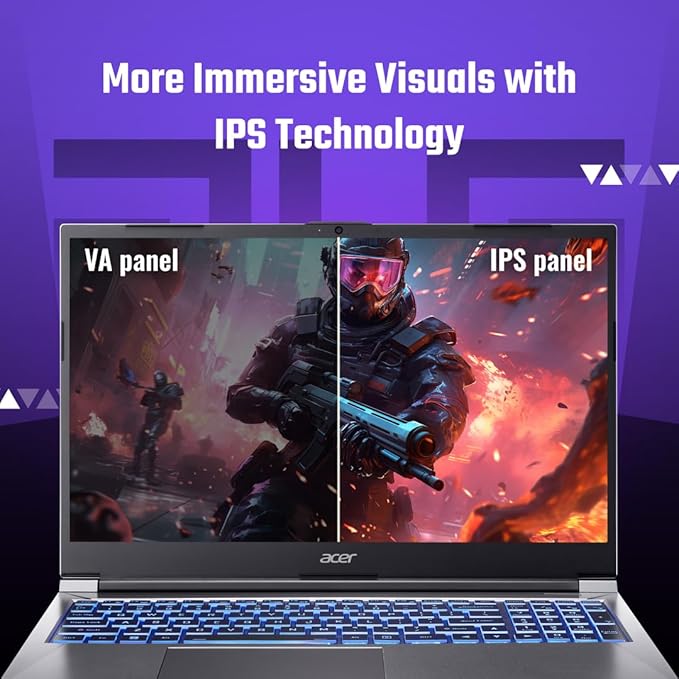 More Immersive Visuals with
IPS Technology
VA panel
IPS panel
acer